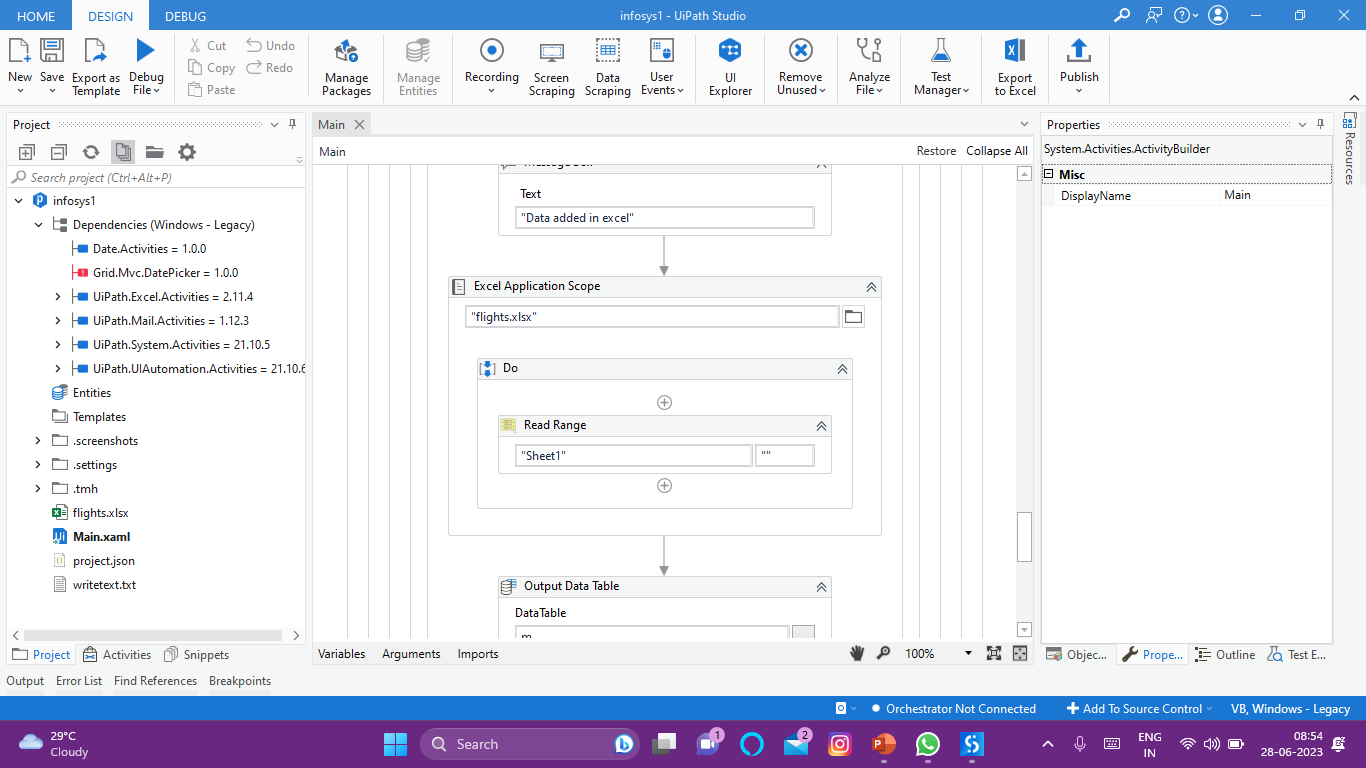 HOME DESIGN DEBUG infosys1 - UiPath Studio
New Save Export as Template Debug File
Cut Undo
Copy Redo
Paste
Manage Packages
Manage Entities
Recording
Screen Scraping
Data Scraping
User Events
UI Explorer
Remove Unused
Analyze File
Test Manager
Export to Excel
Publish
Project
Search project (Ctrl+Alt+P)
infosys1
Dependencies (Windows - Legacy)
Date.Activities = 1.0.0
Grid.Mvc.DatePicker = 1.0.0
UiPath.Excel.Activities = 2.11.4
UiPath.Mail.Activities = 1.12.3
UiPath.System.Activities = 21.10.5
UiPath.UIAutomation.Activities = 21.10.6
Entities
Templates
.screenshots
.settings
.tmh
flights.xlsx
Main.xaml
project.json
writetext.txt
Project Activities Snippets
Main
Main Restore Collapse All
Message Box
Text
"Data added in excel"
Excel Application Scope
"flights.xlsx"
Do
Read Range
"Sheet1" ""
Output Data Table
DataTable
Variables Arguments Imports 100%
Properties
System.Activities.ActivityBuilder
Misc
DisplayName Main
Resources
Objec... Prope... Outline Test E...
Output Error List Find References Breakpoints
Orchestrator Not Connected Add To Source Control VB, Windows - Legacy
29°C
Cloudy
Search
1
2
ENG
IN
08:54
28-06-2023